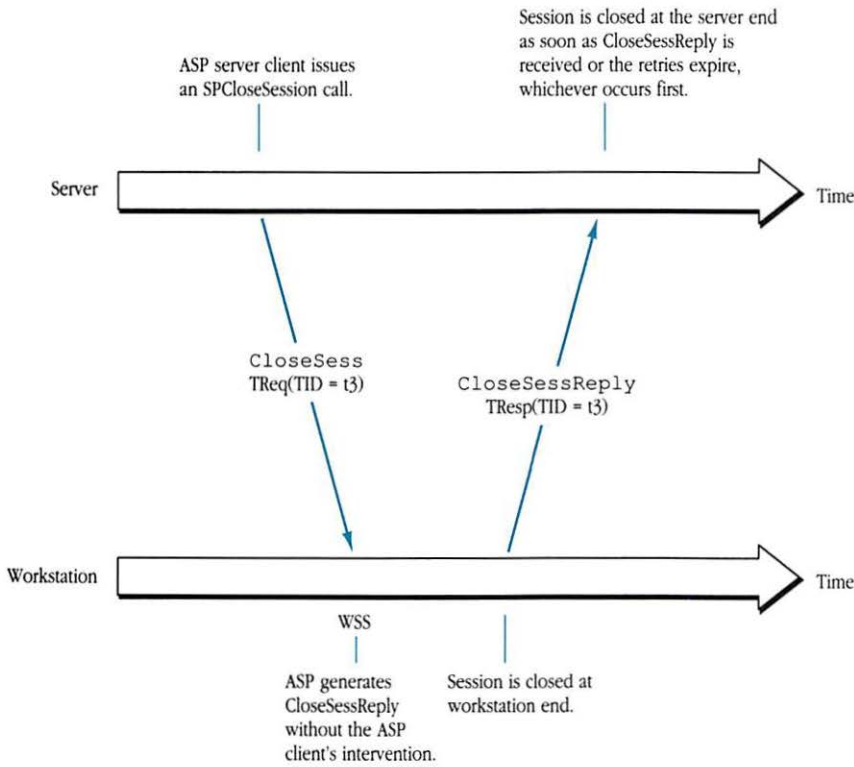 Session is closed at the server end
as soon as CloseSessReply is
received or the retries expire,
whichever occurs first.
ASP server client issues
an SPCloseSession call.
Server
Time
CloseSess
TReq(TID = t3)
CloseSessReply
TResp(TID = t3)
Workstation
Time
WSS
ASP generates
CloseSessReply
without the ASP
client's intervention.
Session is closed at
workstation end.